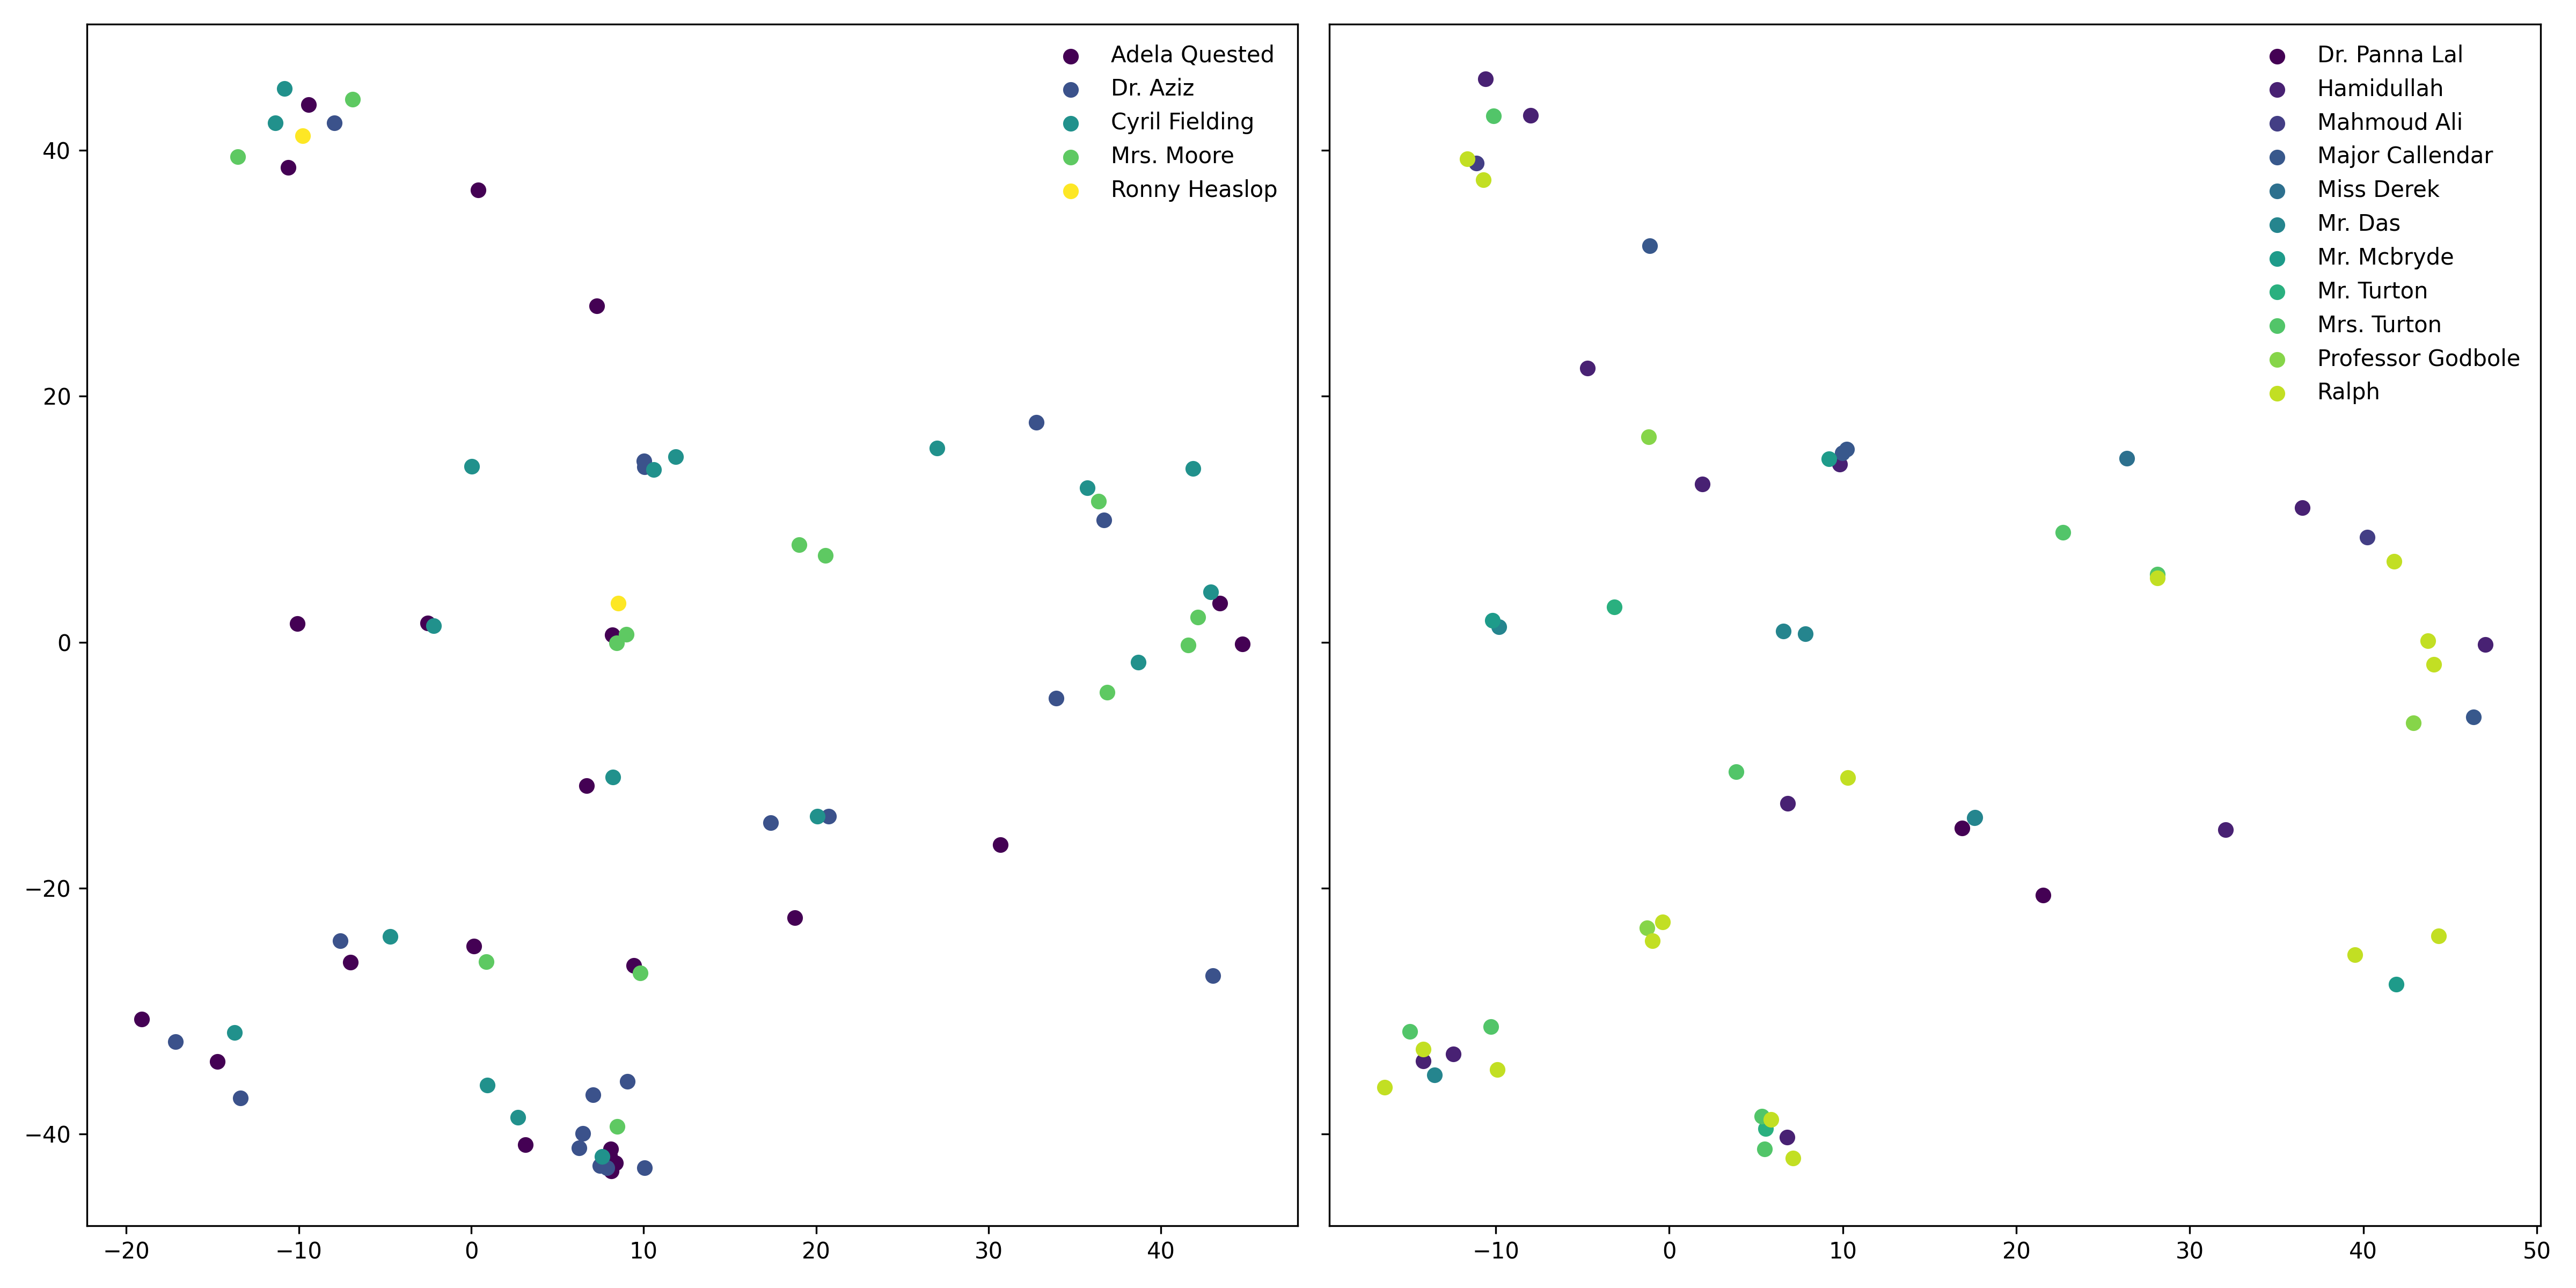 Adela Quested
Dr. Aziz
Cyril Fielding
Mrs. Moore
Ronny Heaslop
40
20
0
−20
−40
−20 −10 0 10 20 30 40
Dr. Panna Lal
Hamidullah
Mahmoud Ali
Major Callendar
Miss Derek
Mr. Das
Mr. Mcbryde
Mr. Turton
Mrs. Turton
Professor Godbole
Ralph
−10 0 10 20 30 40 50